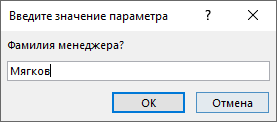 Введите значение параметра ? ×
Фамилия менеджера?
Мягков
ОК Отмена